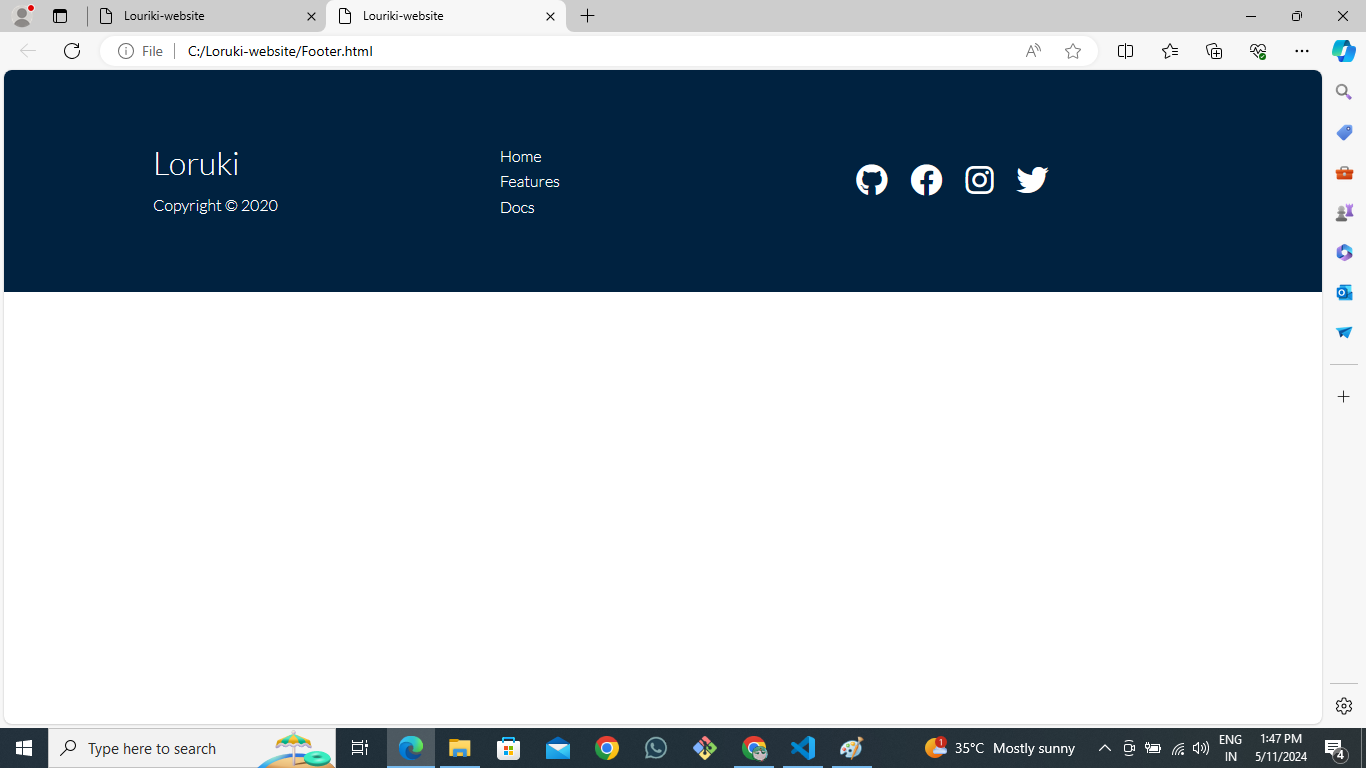 Louriki-website
Louriki-website
File
C:/Loruki-website/Footer.html
Loruki
Copyright © 2020
Home
Features
Docs
Type here to search
35°C Mostly sunny
ENG
IN
1:47 PM
5/11/2024
1
4